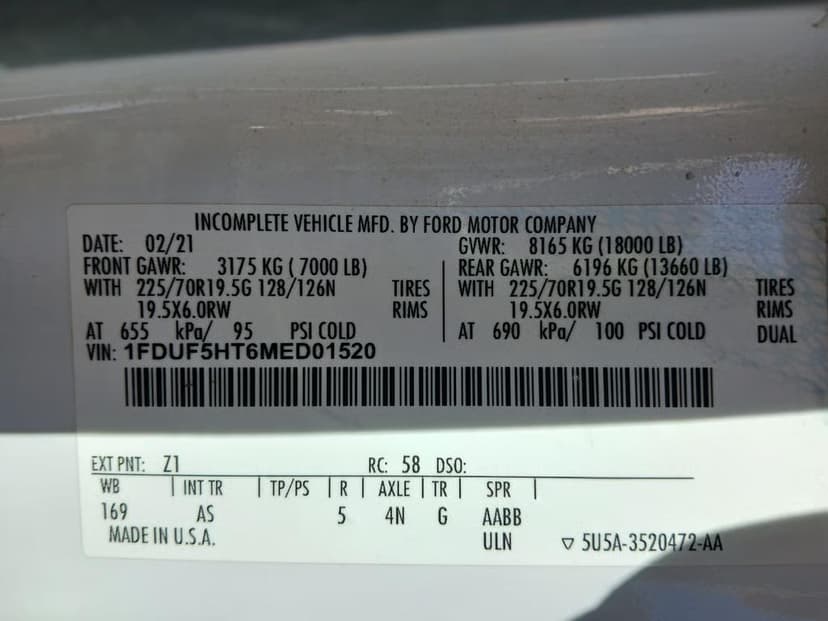 INCOMPLETE VEHICLE MFD. BY FORD MOTOR COMPANY
DATE: 02/21 GVWR: 8165 KG (18000 LB)
FRONT GAWR: 3175 KG ( 7000 LB) REAR GAWR: 6196 KG (13660 LB)
WITH 225/70R19.5G 128/126N TIRES WITH 225/70R19.5G 128/126N TIRES
19.5X6.0RW RIMS 19.5X6.0RW RIMS
AT 655 kPa/ 95 PSI COLD AT 690 kPa/ 100 PSI COLD DUAL
VIN: 1FDUF5HT6MED01520
EXT PNT: Z1 RC: 58 DSO:
WB | INT TR | TP/PS | R | AXLE | TR | SPR |
169 AS 5 4N G AABB
MADE IN U.S.A. ULN ▽ 5U5A-3520472-AA